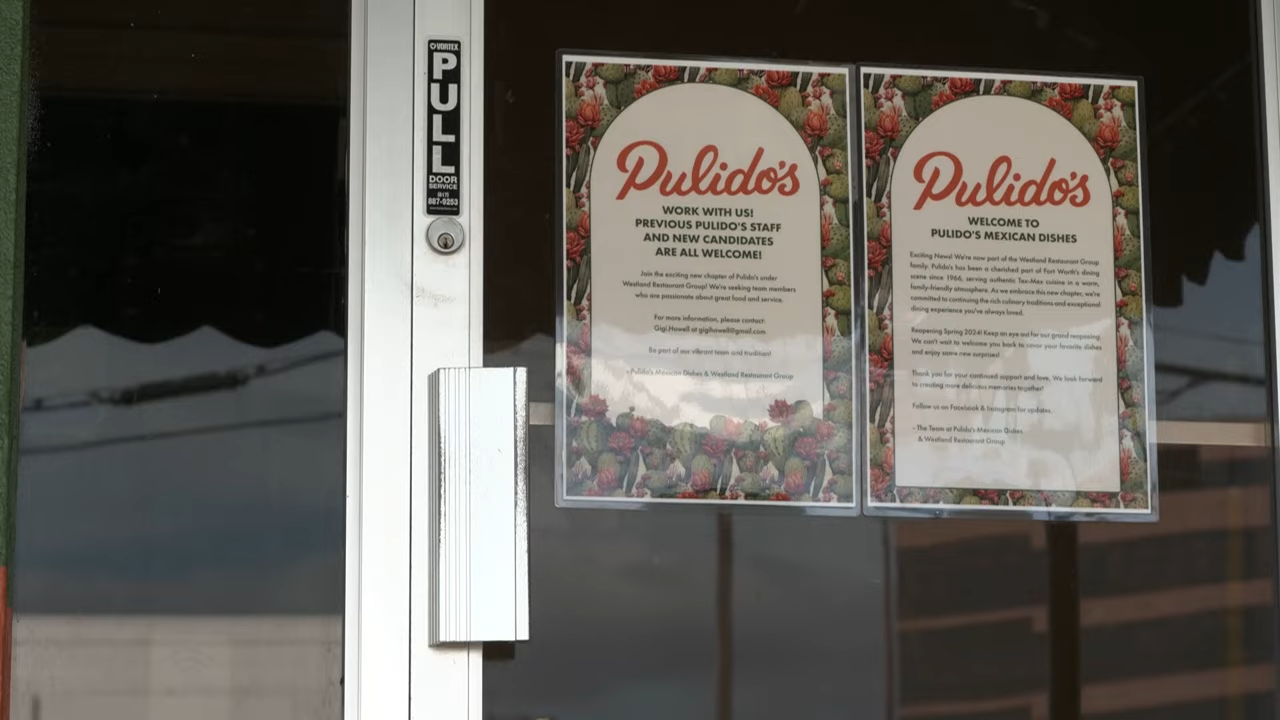 VORTEX
PULL
DOOR
SERVICE
(817)
887-9253
Pulido's
WORK WITH US!
PREVIOUS PULIDO'S STAFF
AND NEW CANDIDATES
ARE ALL WELCOME!
Join the exciting new chapter of Pulido's under
Westland Restaurant Group! We're seeking team members
who are passionate about great food and service.
For more information, please contact:
Gigi Howell at gigihowell@gmail.com
Be part of our vibrant team and tradition!
- Pulido's Mexican Dishes & Westland Restaurant Group
Pulido's
WELCOME TO
PULIDO'S MEXICAN DISHES
Exciting News! We're now part of the Westland Restaurant Group
family. Pulido's has been a cherished part of Fort Worth's dining
scene since 1966, serving authentic Tex-Mex cuisine in a warm,
family-friendly atmosphere. As we embrace this new chapter, we're
committed to continuing the rich culinary traditions and exceptional
dining experience you've always loved.
Reopening Spring 2024! Keep an eye out for our grand reopening.
We can't wait to welcome you back to savor your favorite dishes
and enjoy some new surprises!
Thank you for your continued support and love. We look forward
to creating more delicious memories together!
Follow us on Facebook & Instagram for updates.
- The Team at Pulido's Mexican Dishes
& Westland Restaurant Group